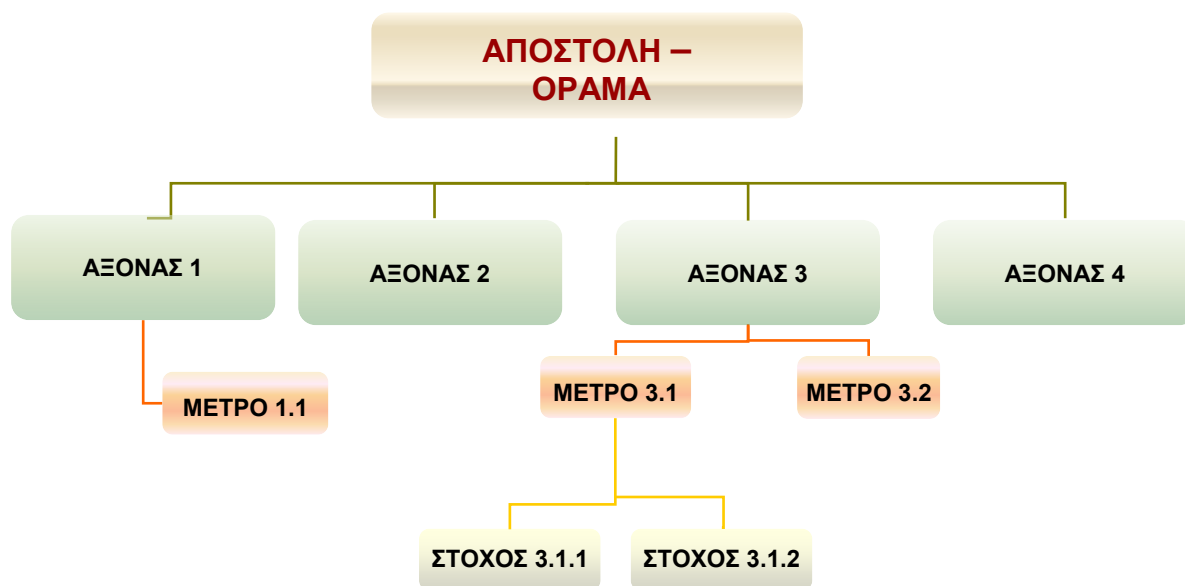 ΑΠΟΣΤΟΛΗ –
ΟΡΑΜΑ
ΑΞΟΝΑΣ 1
ΑΞΟΝΑΣ 2
ΑΞΟΝΑΣ 3
ΑΞΟΝΑΣ 4
ΜΕΤΡΟ 1.1
ΜΕΤΡΟ 3.1
ΜΕΤΡΟ 3.2
ΣΤΟΧΟΣ 3.1.1
ΣΤΟΧΟΣ 3.1.2